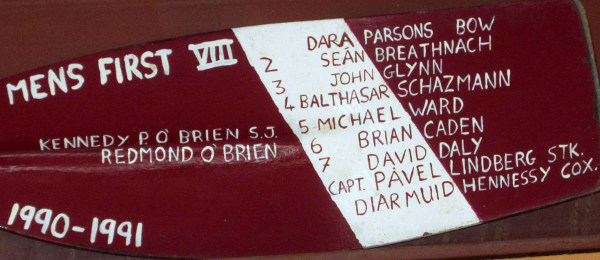 MENS FIRST VIII
KENNEDY P. O'BRIEN S.J.
REDMOND O'BRIEN
1990-1991
DARA PARSONS BOW
2 SEÁN BREATHNACH
3 JOHN GLYNN
4 BALTHASAR SCHAZMANN
5 MICHAEL WARD
6 BRIAN CADEN
7 DAVID DALY
CAPT. PÁVEL LINDBERG STK.
DIARMUID HENNESSY COX.